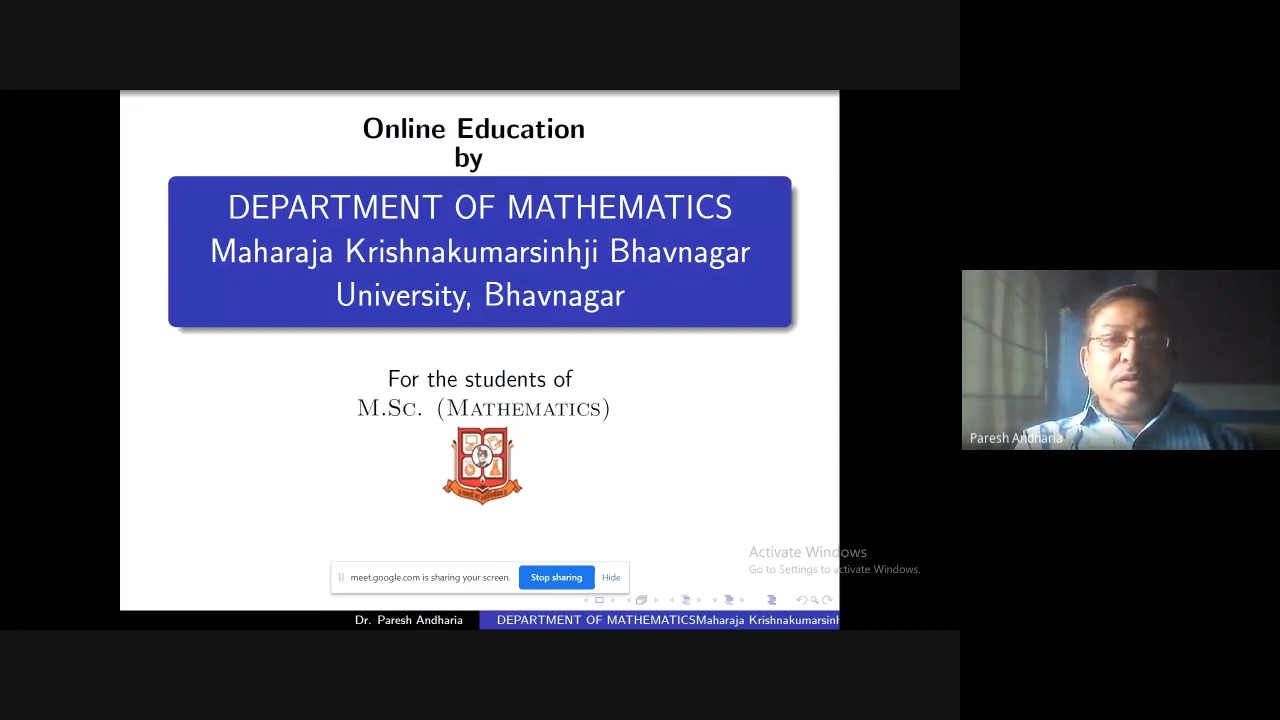 Online Education
by
DEPARTMENT OF MATHEMATICS
Maharaja Krishnakumarsinhji Bhavnagar
University, Bhavnagar
For the students of
M.Sc. (Mathematics)
meet.google.com is sharing your screen. Stop sharing Hide
Activate Windows
Go to Settings to activate Windows.
Dr. Paresh Andharia DEPARTMENT OF MATHEMATICSMaharaja Krishnakumarsinh
Paresh Andharia